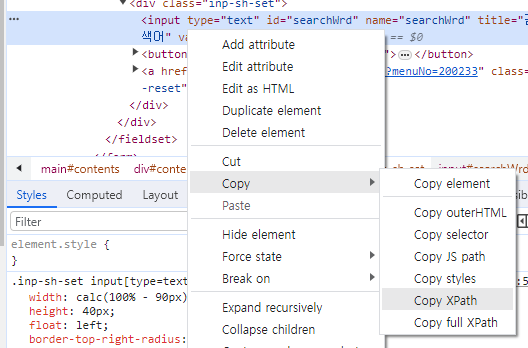 <div class="inp-sh-set">
<input type="text" id="searchWrd" name="searchWrd" title="검
색어" va == $0
<button ">…</button>
<a href ?menuNo=200233" class=
-reset"
</div>
</div>
</fieldset>
Add attribute
Edit attribute
Edit as HTML
Duplicate element
Delete element
Cut
Copy
Paste
Hide element
Force state
Break on
Expand recursively
Collapse children
Copy element
Copy outerHTML
Copy selector
Copy JS path
Copy styles
Copy XPath
Copy full XPath
main#contents div#conte sh-set input#searchWrd
Styles Computed Layout sibl
Filter
element.style {
}
.inp-sh-set input[type=text
width: calc(100% - 90px)
height: 40px;
float: left;
border-top-right-radius: